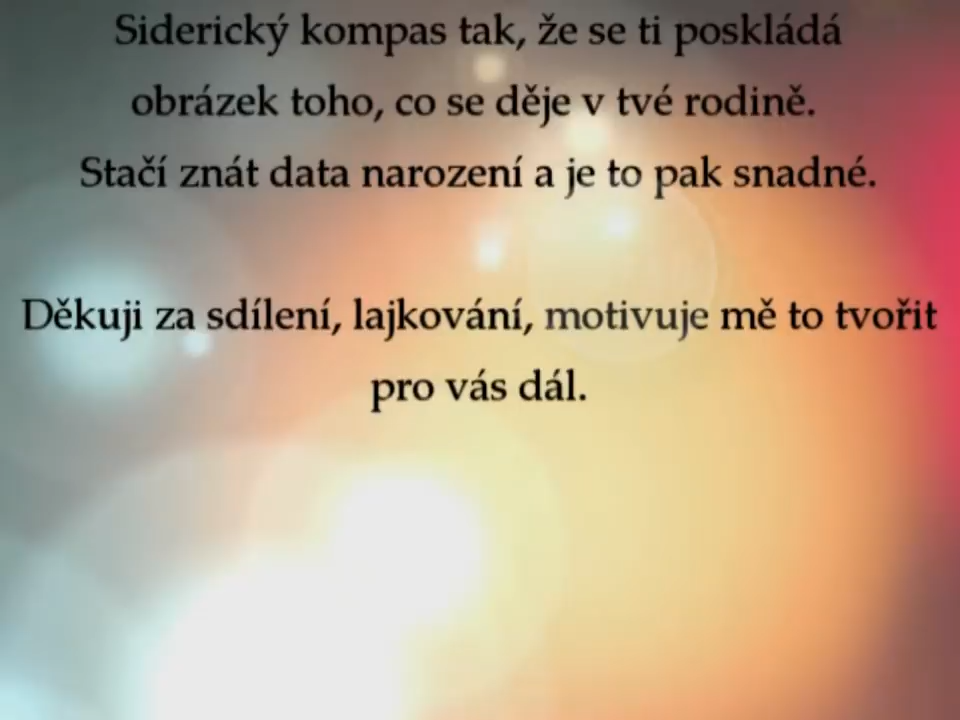 Siderický kompas tak, že se ti poskládá
obrázek toho, co se děje v tvé rodině.
Stačí znát data narození a je to pak snadné.
Děkuji za sdílení, lajkování, motivuje mě to tvořit
pro vás dál.